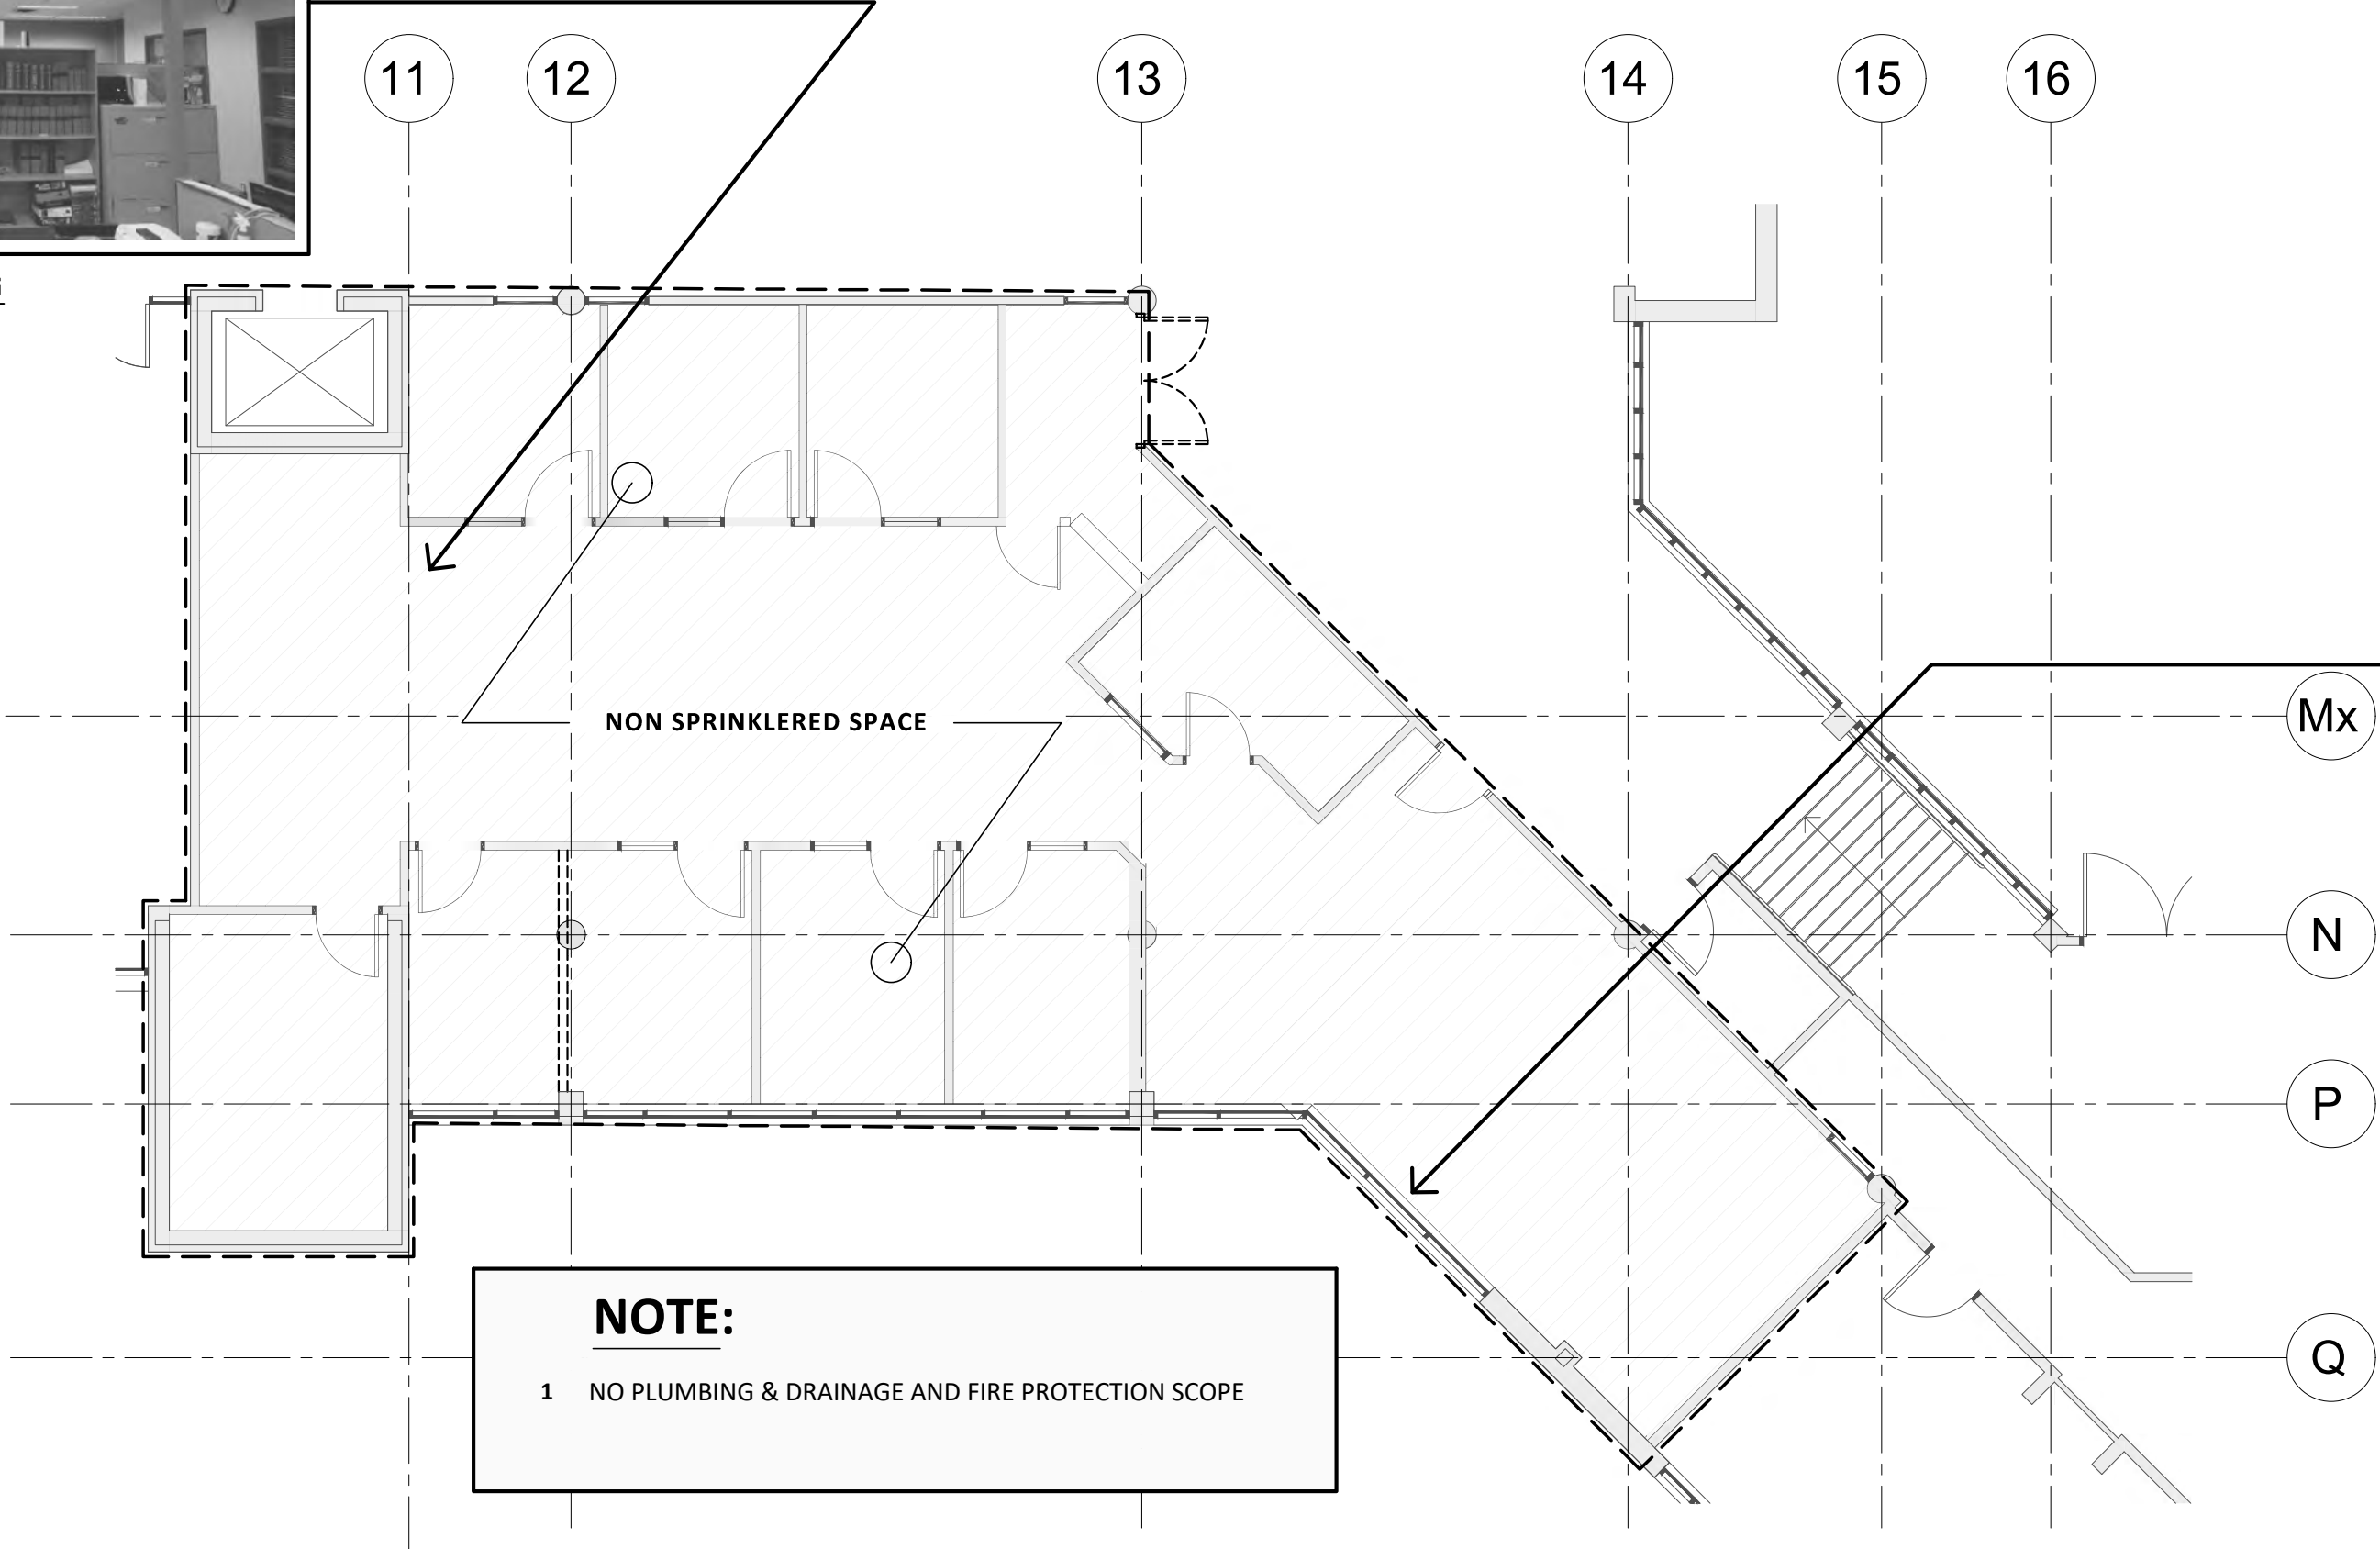 11 12 13 14 15 16
Mx
NON SPRINKLERED SPACE
N
P
NOTE:
Q
1 NO PLUMBING & DRAINAGE AND FIRE PROTECTION SCOPE